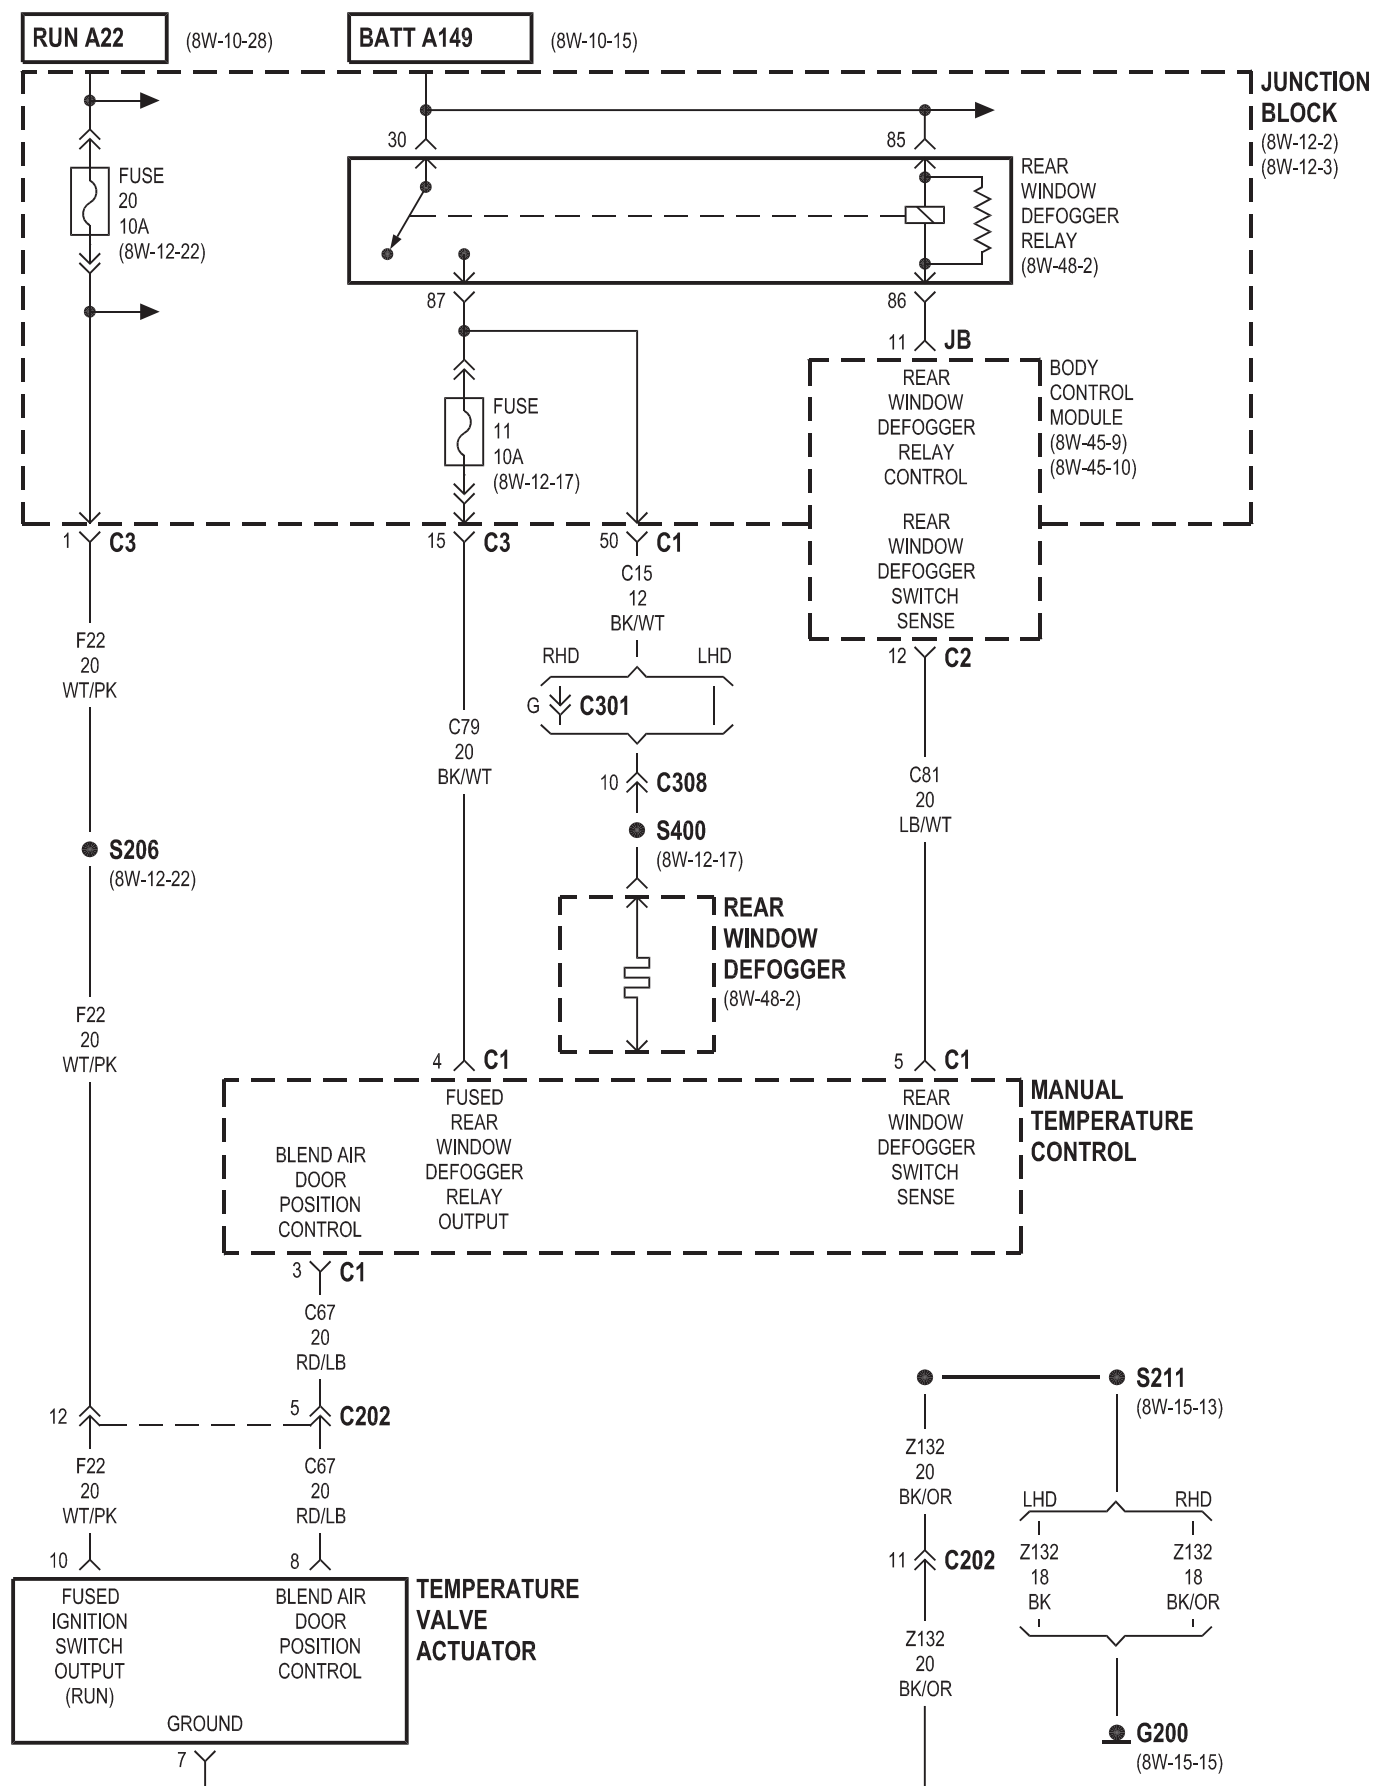 RUN A22
(8W-10-28)
BATT A149
(8W-10-15)
JUNCTION
BLOCK
(8W-12-2)
(8W-12-3)
30
85
FUSE
20
10A
(8W-12-22)
REAR
WINDOW
DEFOGGER
RELAY
(8W-48-2)
87
86
11
JB
FUSE
11
10A
(8W-12-17)
REAR
WINDOW
DEFOGGER
RELAY
CONTROL
BODY
CONTROL
MODULE
(8W-45-9)
(8W-45-10)
REAR
WINDOW
DEFOGGER
SWITCH
SENSE
1
C3
15
C3
50
C1
C15
12
BK/WT
F22
20
WT/PK
RHD
LHD
12
C2
G
C301
C79
20
BK/WT
10
C308
C81
20
LB/WT
S206
(8W-12-22)
S400
(8W-12-17)
REAR
WINDOW
DEFOGGER
(8W-48-2)
F22
20
WT/PK
4
C1
5
C1
FUSED
REAR
WINDOW
DEFOGGER
RELAY
OUTPUT
BLEND AIR
DOOR
POSITION
CONTROL
REAR
WINDOW
DEFOGGER
SWITCH
SENSE
MANUAL
TEMPERATURE
CONTROL
3
C1
C67
20
RD/LB
12
5
C202
S211
(8W-15-13)
F22
20
WT/PK
C67
20
RD/LB
Z132
20
BK/OR
LHD
RHD
10
8
11
C202
Z132
18
BK
Z132
18
BK/OR
FUSED
IGNITION
SWITCH
OUTPUT
(RUN)
BLEND AIR
DOOR
POSITION
CONTROL
TEMPERATURE
VALVE
ACTUATOR
Z132
20
BK/OR
GROUND
7
G200
(8W-15-15)